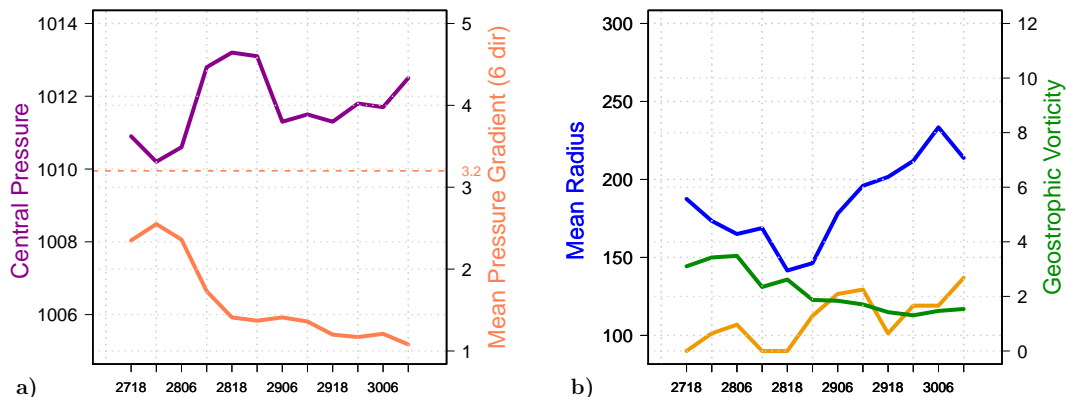 Central Pressure
1014
1012
1010
1008
1006
5
4
3.2
3
2
1
Mean Pressure Gradient (6 dir)
2718 2806 2818 2906 2918 3006
a)
Mean Radius
300
250
200
150
100
12
10
8
6
4
2
0
Geostrophic Vorticity
2718 2806 2818 2906 2918 3006
b)